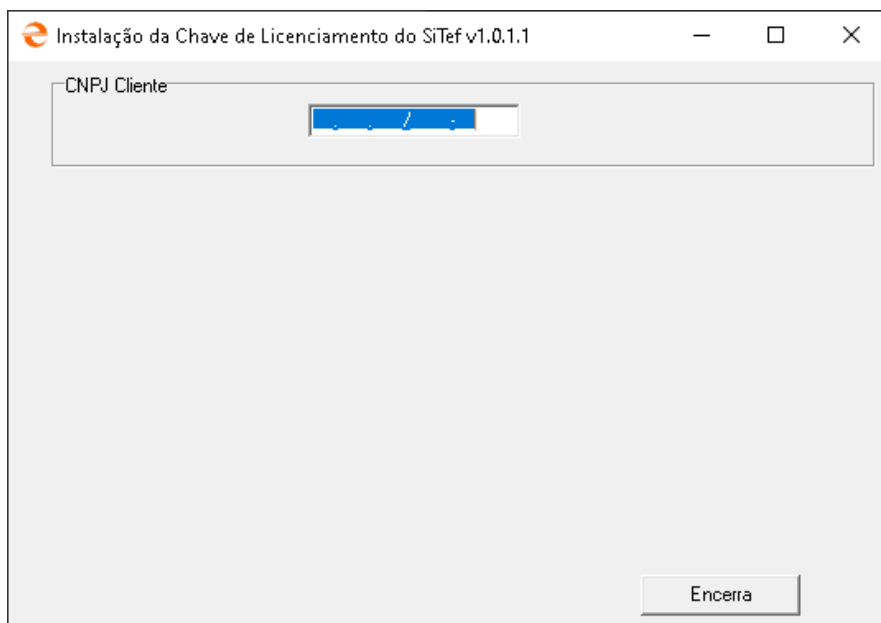 Instalação da Chave de Licenciamento do SiTef v1.0.1.1
CNPJ Cliente
. . / -
Encerra